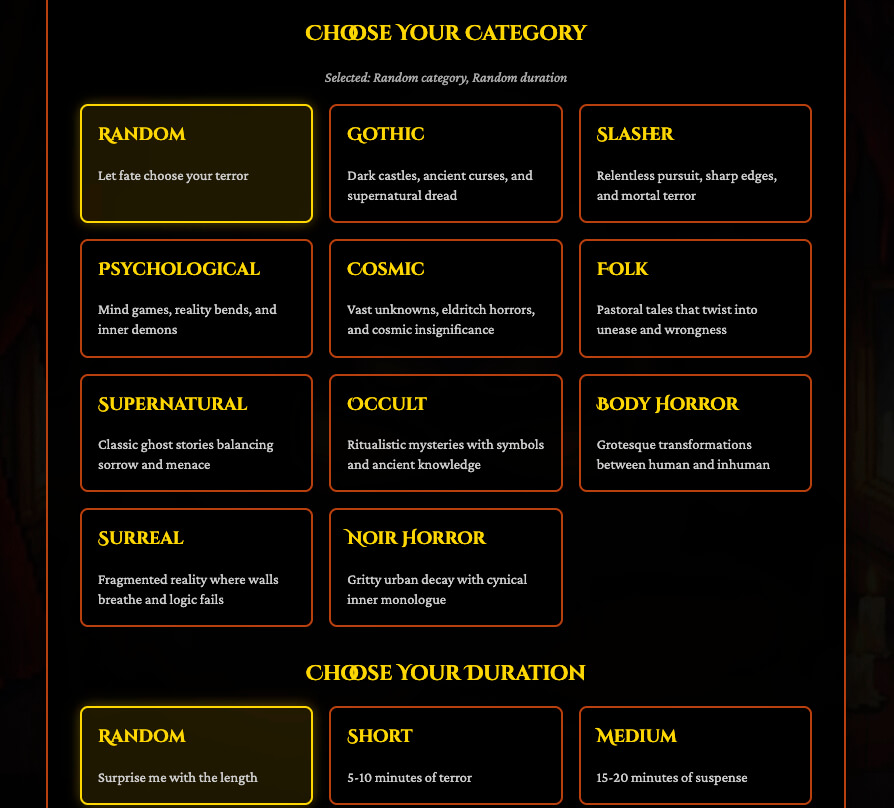 Choose Your Category
Selected: Random category, Random duration
Random
Let fate choose your terror
Gothic
Dark castles, ancient curses, and
supernatural dread
Slasher
Relentless pursuit, sharp edges,
and mortal terror
Psychological
Mind games, reality bends, and
inner demons
Cosmic
Vast unknowns, eldritch horrors,
and cosmic insignificance
Folk
Pastoral tales that twist into
unease and wrongness
Supernatural
Classic ghost stories balancing
sorrow and menace
Occult
Ritualistic mysteries with symbols
and ancient knowledge
Body Horror
Grotesque transformations
between human and inhuman
Surreal
Fragmented reality where walls
breathe and logic fails
Noir Horror
Gritty urban decay with cynical
inner monologue
Choose Your Duration
Random
Surprise me with the length
Short
5-10 minutes of terror
Medium
15-20 minutes of suspense